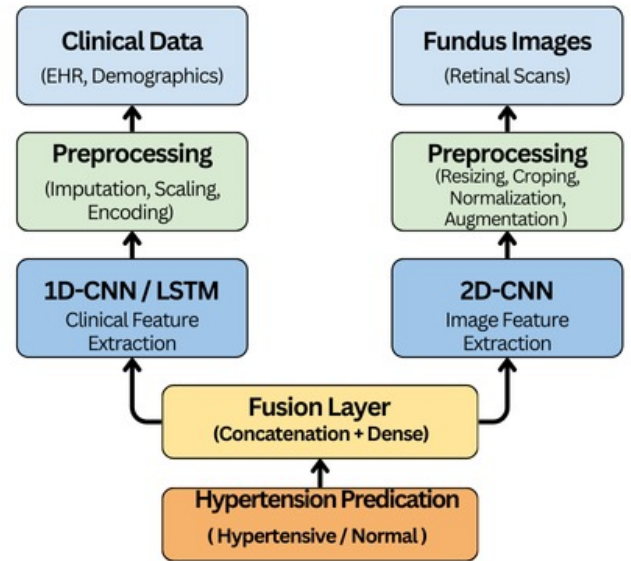 Clinical Data
(EHR, Demographics)
Preprocessing
(Imputation, Scaling,
Encoding)
1D-CNN / LSTM
Clinical Feature
Extraction
Fundus Images
(Retinal Scans)
Preprocessing
(Resizing, Croping,
Normalization,
Augmentation )
2D-CNN
Image Feature
Extraction
Fusion Layer
(Concatenation + Dense)
Hypertension Predication
( Hypertensive / Normal )